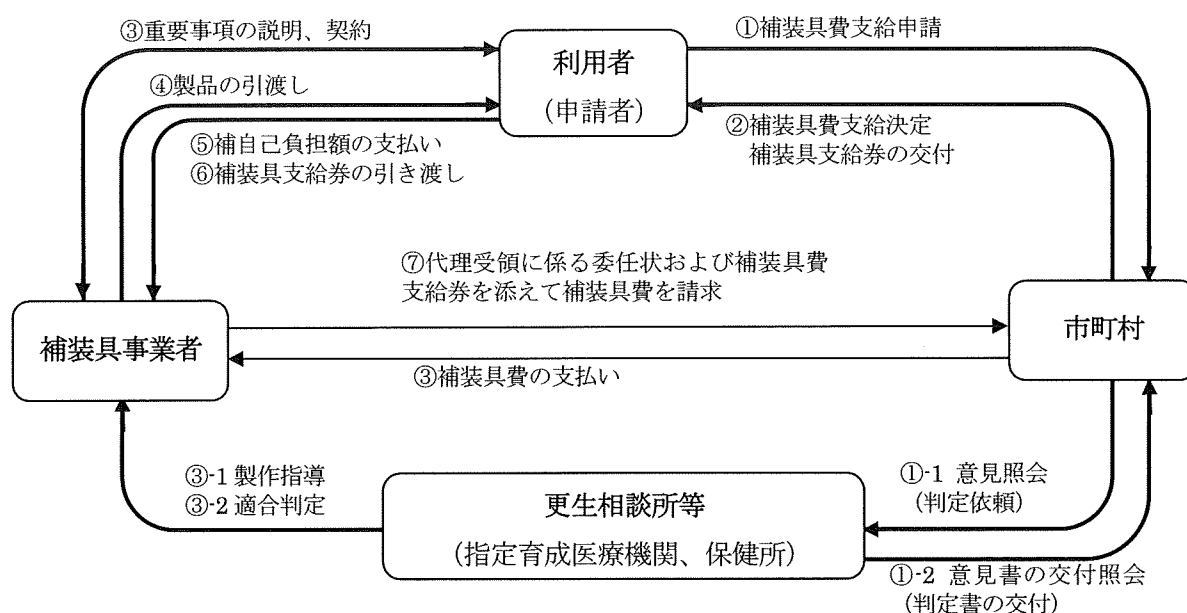 ③重要事項の説明、契約
①補装具費支給申請
利用者
(申請者)
④製品の引渡し
②補装具費支給決定
補装具支給券の交付
⑤補自己負担額の支払い
⑥補装具支給券の引き渡し
⑦代理受領に係る委任状および補装具費
支給券を添えて補装具費を請求
補装具事業者
市町村
③補装具費の支払い
③-1 製作指導
③-2 適合判定
更生相談所等
(指定育成医療機関、保健所)
①-1 意見照会
(判定依頼)
①-2 意見書の交付照会
(判定書の交付)